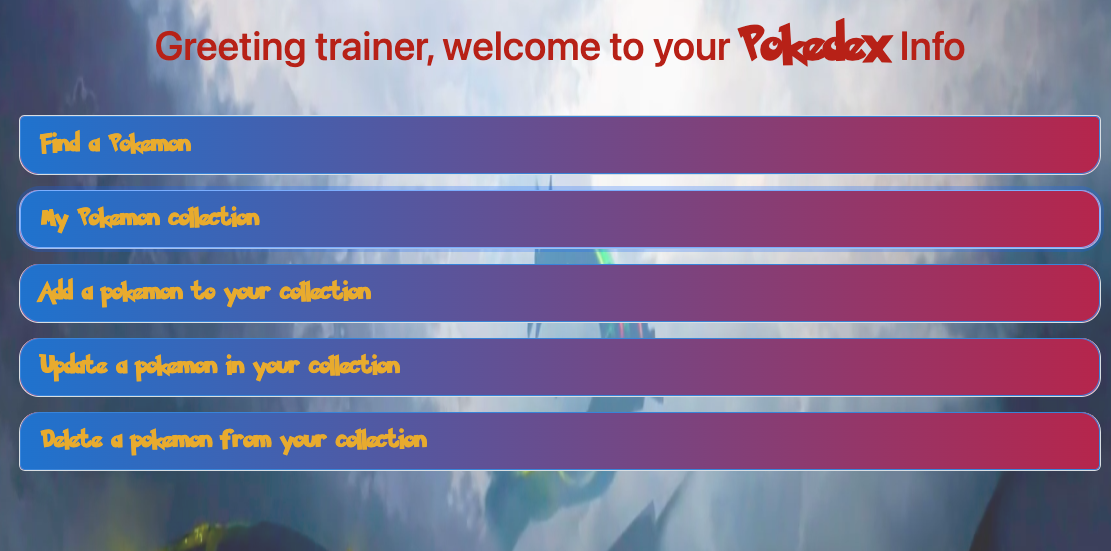 Greeting trainer, welcome to your Pokedex Info
Find a Pokemon
My Pokemon collection
Add a pokemon to your collection
Update a pokemon in your collection
Delete a pokemon from your collection